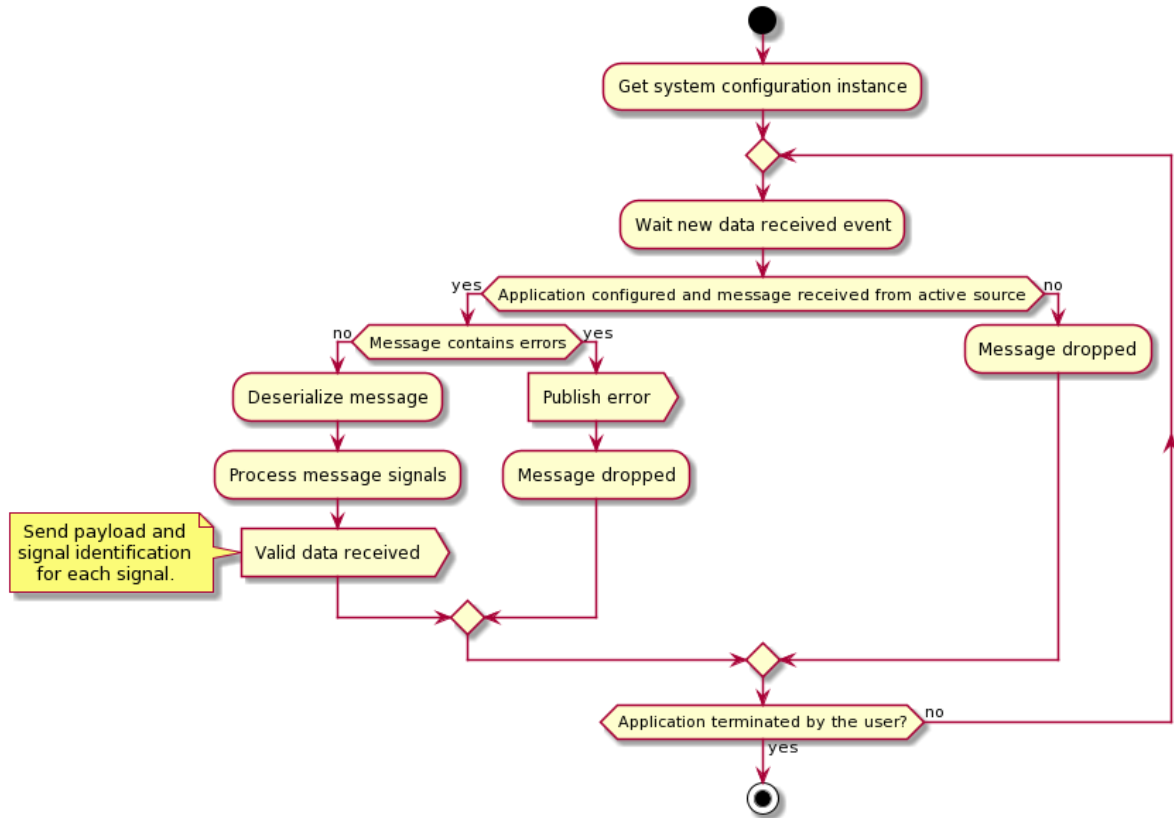 Get system configuration instance
Wait new data received event
yes
Application configured and message received from active source
no
no
Message contains errors
yes
Message dropped
Deserialize message
Publish error
Process message signals
Message dropped
Send payload and
signal identification
for each signal.
Valid data received
Application terminated by the user?
no
yes